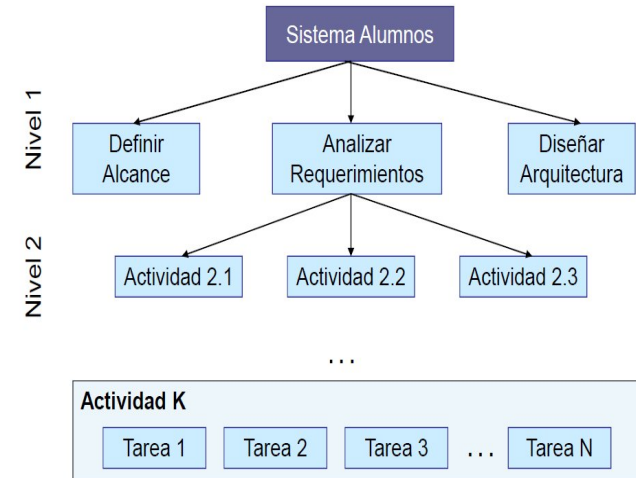 Sistema Alumnos
Nivel 1
Definir
Alcance
Analizar
Requerimientos
Diseñar
Arquitectura
Nivel 2
Actividad 2.1
Actividad 2.2
Actividad 2.3
...
Actividad K
Tarea 1
Tarea 2
Tarea 3
...
Tarea N